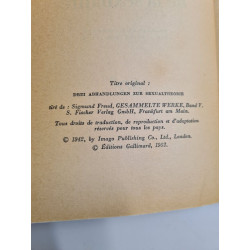 Titre original :
DREI ABHANDLUNGEN ZUR SEXUALTHEORIE
tiré de : Sigmund Freud, GESAMMELTE WERKE, Band V,
S. Fischer Verlag GmbH, Frankfurt am Main.
Tous droits de traduction, de reproduction et d'adaptation
réservés pour tous les pays.
© 1942, by Imago Publishing Co., Ltd., London.
© Éditions Gallimard,